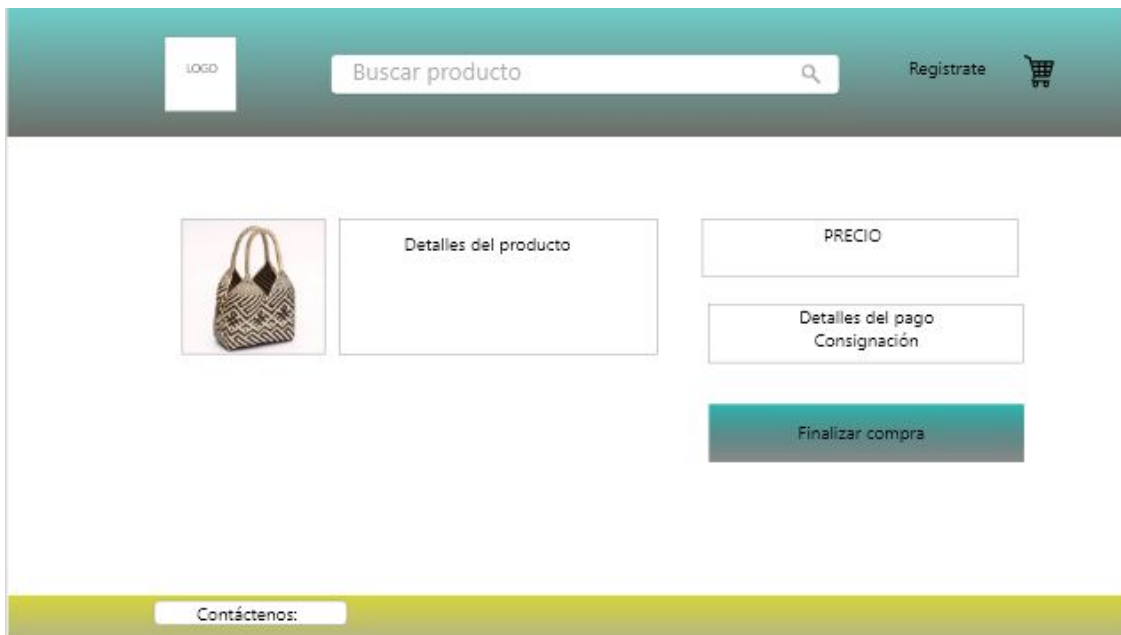 LOGO
Buscar producto
Registrate
Detalles del producto
PRECIO
Detalles del pago
Consignación
Finalizar compra
Contáctenos: